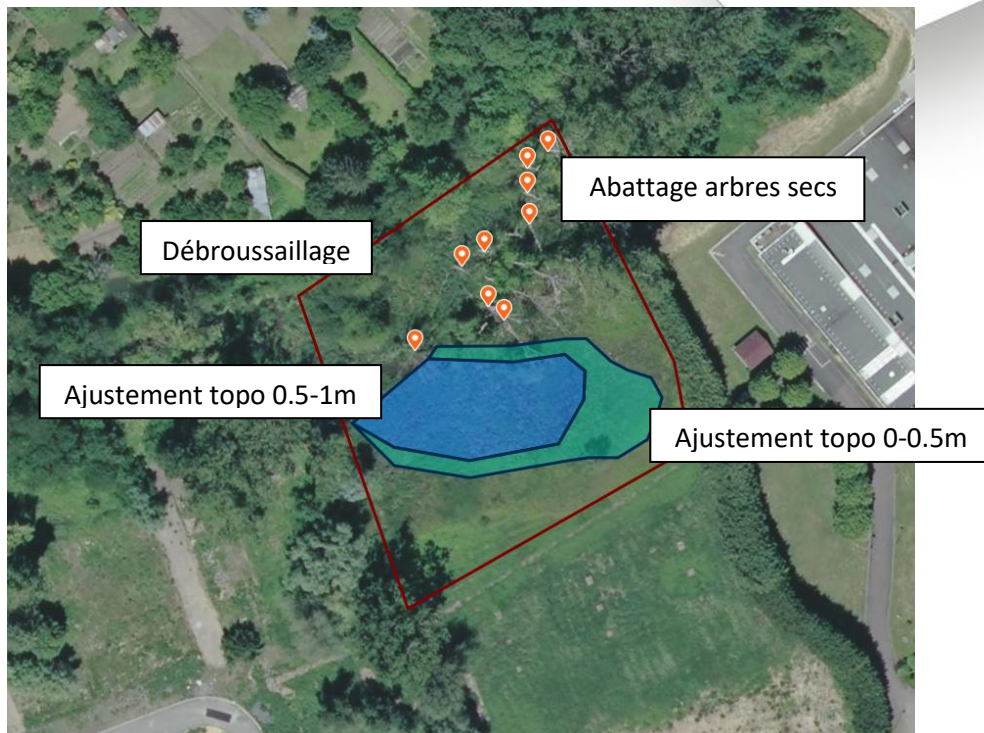 Abattage arbres secs
Débroussaillage
Ajustement topo 0.5-1m
Ajustement topo 0-0.5m